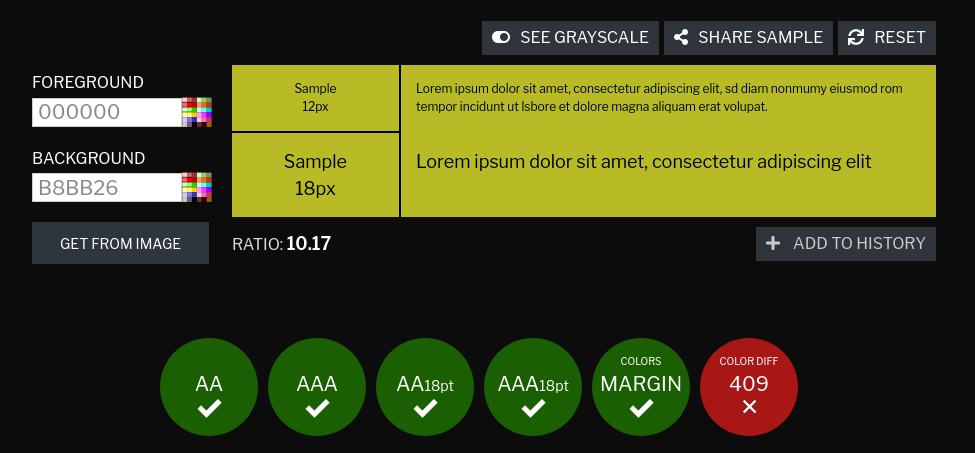 SEE GRAYSCALE
SHARE SAMPLE
RESET
FOREGROUND
000000
BACKGROUND
B8BB26
GET FROM IMAGE
Sample
12px
Lorem ipsum dolor sit amet, consectetur adipiscing elit, sd diam nonnumy eiusmod rom
tempor incidunt ut lsbore et dolore magna aliquam erat volupat.
Sample
18px
Lorem ipsum dolor sit amet, consectetur adipiscing elit
RATIO: 10.17
ADD TO HISTORY
AA
AAA
AA18pt
AAA18pt
COLORS
MARGIN
COLOR DIFF
409